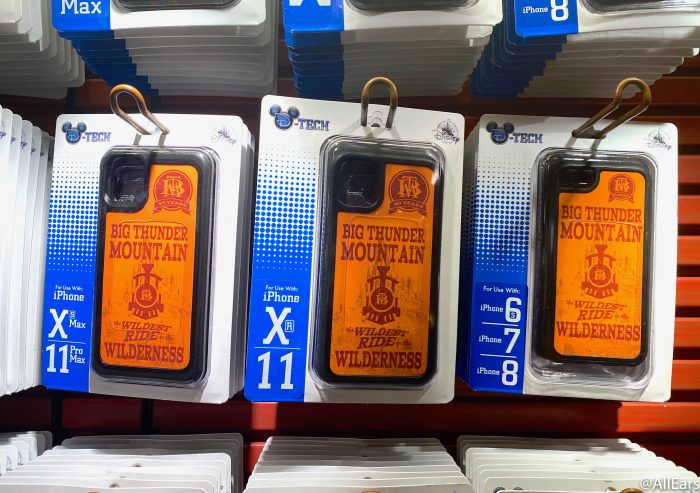 Max
iPhone 8
D-TECH
Disney
40 YEARS
BIG THUNDER
MOUNTAIN
the WILDEST
RIDE in the
WILDERNESS
For Use With:
iPhone
XS Max
11 Pro Max
D-TECH
Disney
40 YEARS
BIG THUNDER
MOUNTAIN
the WILDEST
RIDE in the
WILDERNESS
For Use With:
iPhone
XR
11
D-TECH
Disney
BIG THUNDER
MOUNTAIN
the WILDEST
RIDE in the
WILDERNESS
For Use With:
iPhone 6S
iPhone 7
iPhone 8
@AllEars